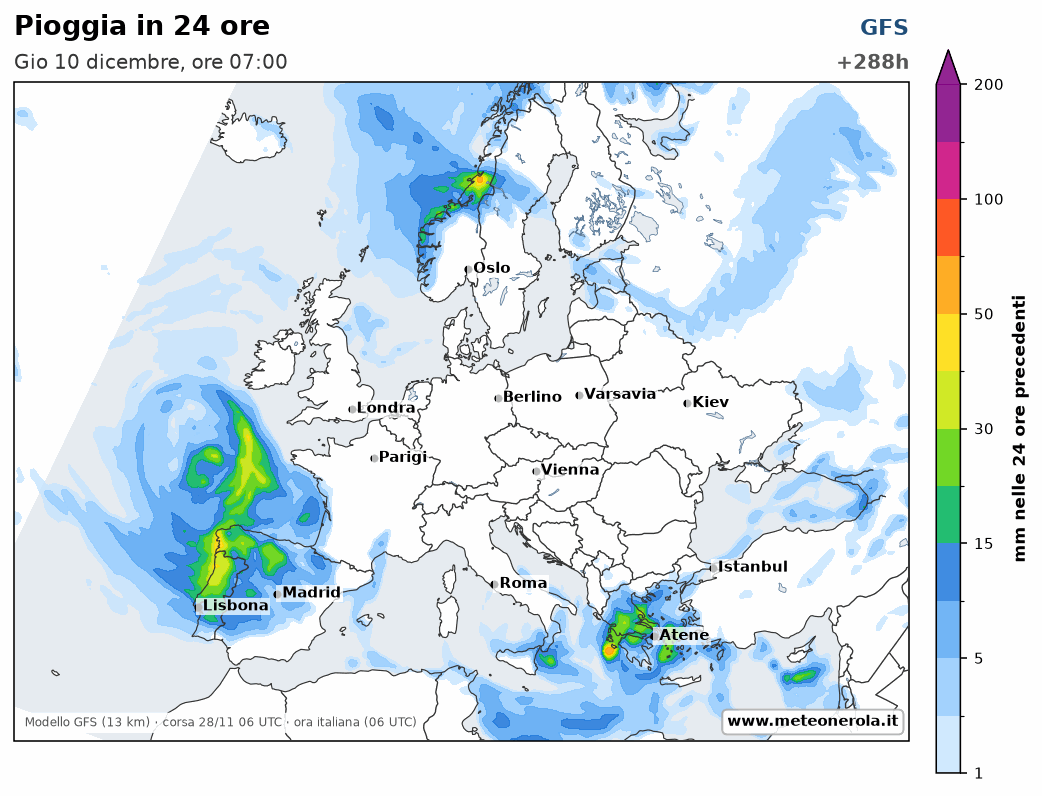 Pioggia in 24 ore
GFS
Gio 10 dicembre, ore 07:00
+288h
200
100
50
30
15
5
1
mm nelle 24 ore precedenti
Oslo
Londra
Berlino
Varsavia
Kiev
Parigi
Vienna
Istanbul
Roma
Madrid
Lisbona
Atene
Modello GFS (13 km) · corsa 28/11 06 UTC · ora italiana (06 UTC)
www.meteonerola.it